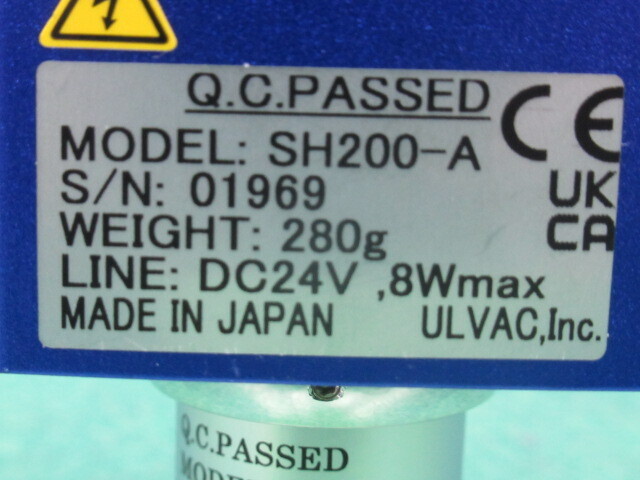 Q.C.PASSED
MODEL: SH200-A
S/N: 01969
WEIGHT: 280g
LINE: DC24V ,8Wmax
MADE IN JAPAN ULVAC,Inc.
CE
UK
CA
Q.C.PASSED